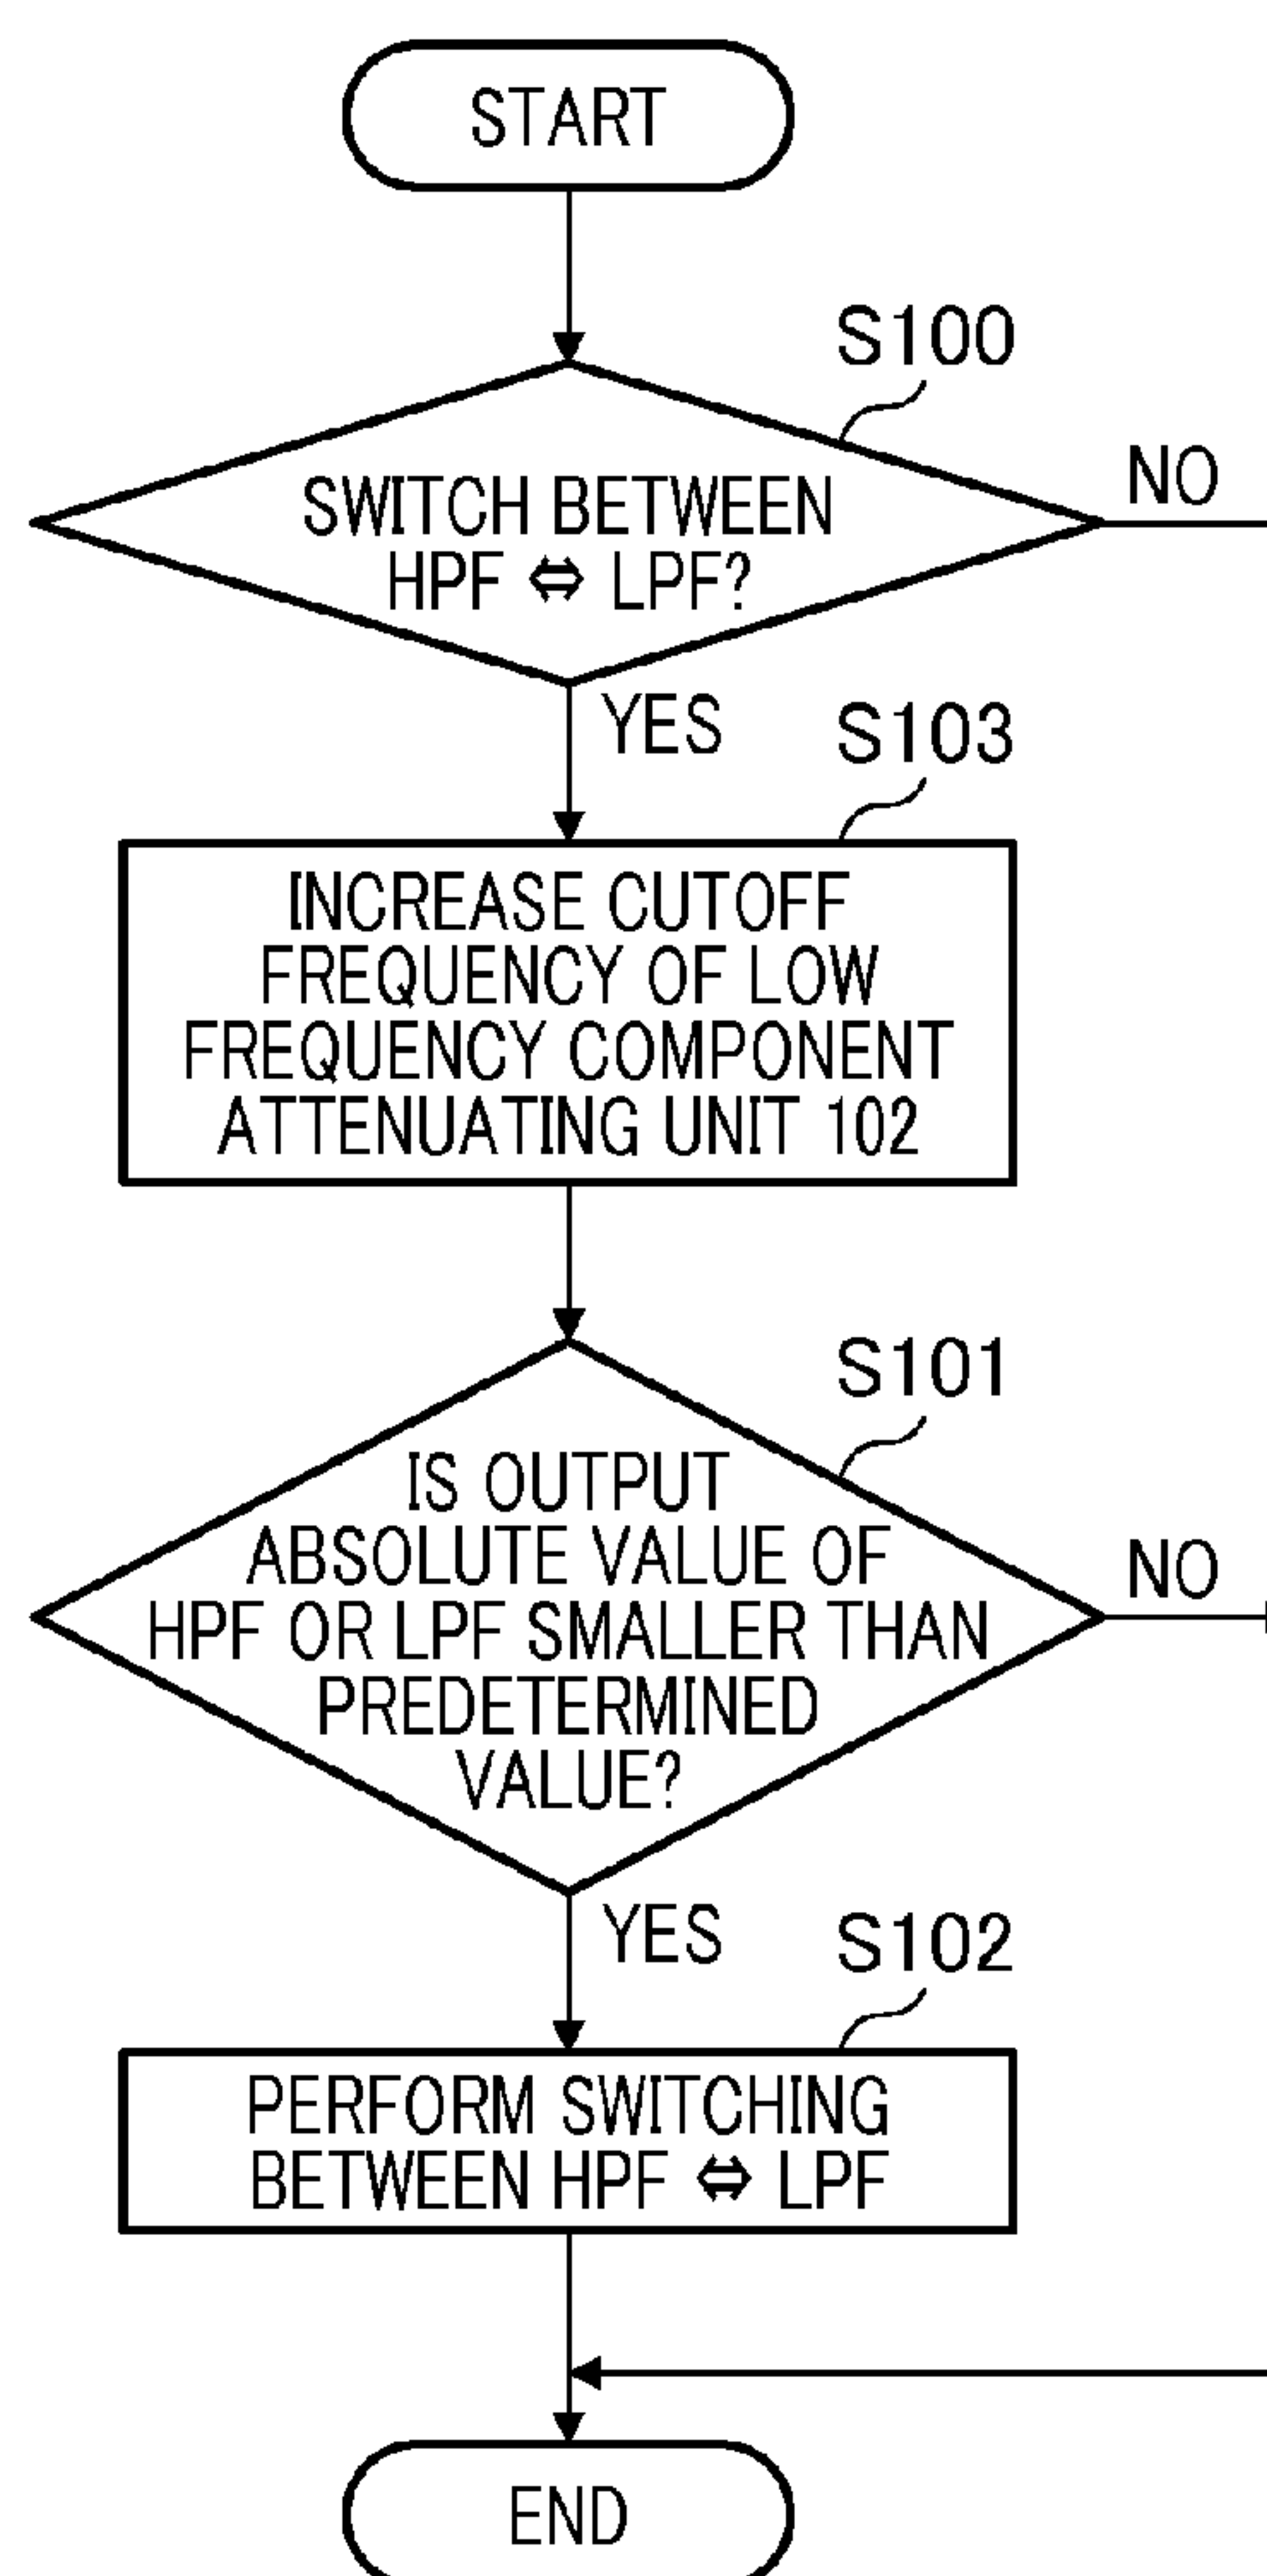 START
S100
SWITCH BETWEEN
HPF ⇔ LPF?
NO
YES
S103
INCREASE CUTOFF
FREQUENCY OF LOW
FREQUENCY COMPONENT
ATTENUATING UNIT 102
S101
IS OUTPUT
ABSOLUTE VALUE OF
HPF OR LPF SMALLER THAN
PREDETERMINED
VALUE?
NO
YES
S102
PERFORM SWITCHING
BETWEEN HPF ⇔ LPF
END